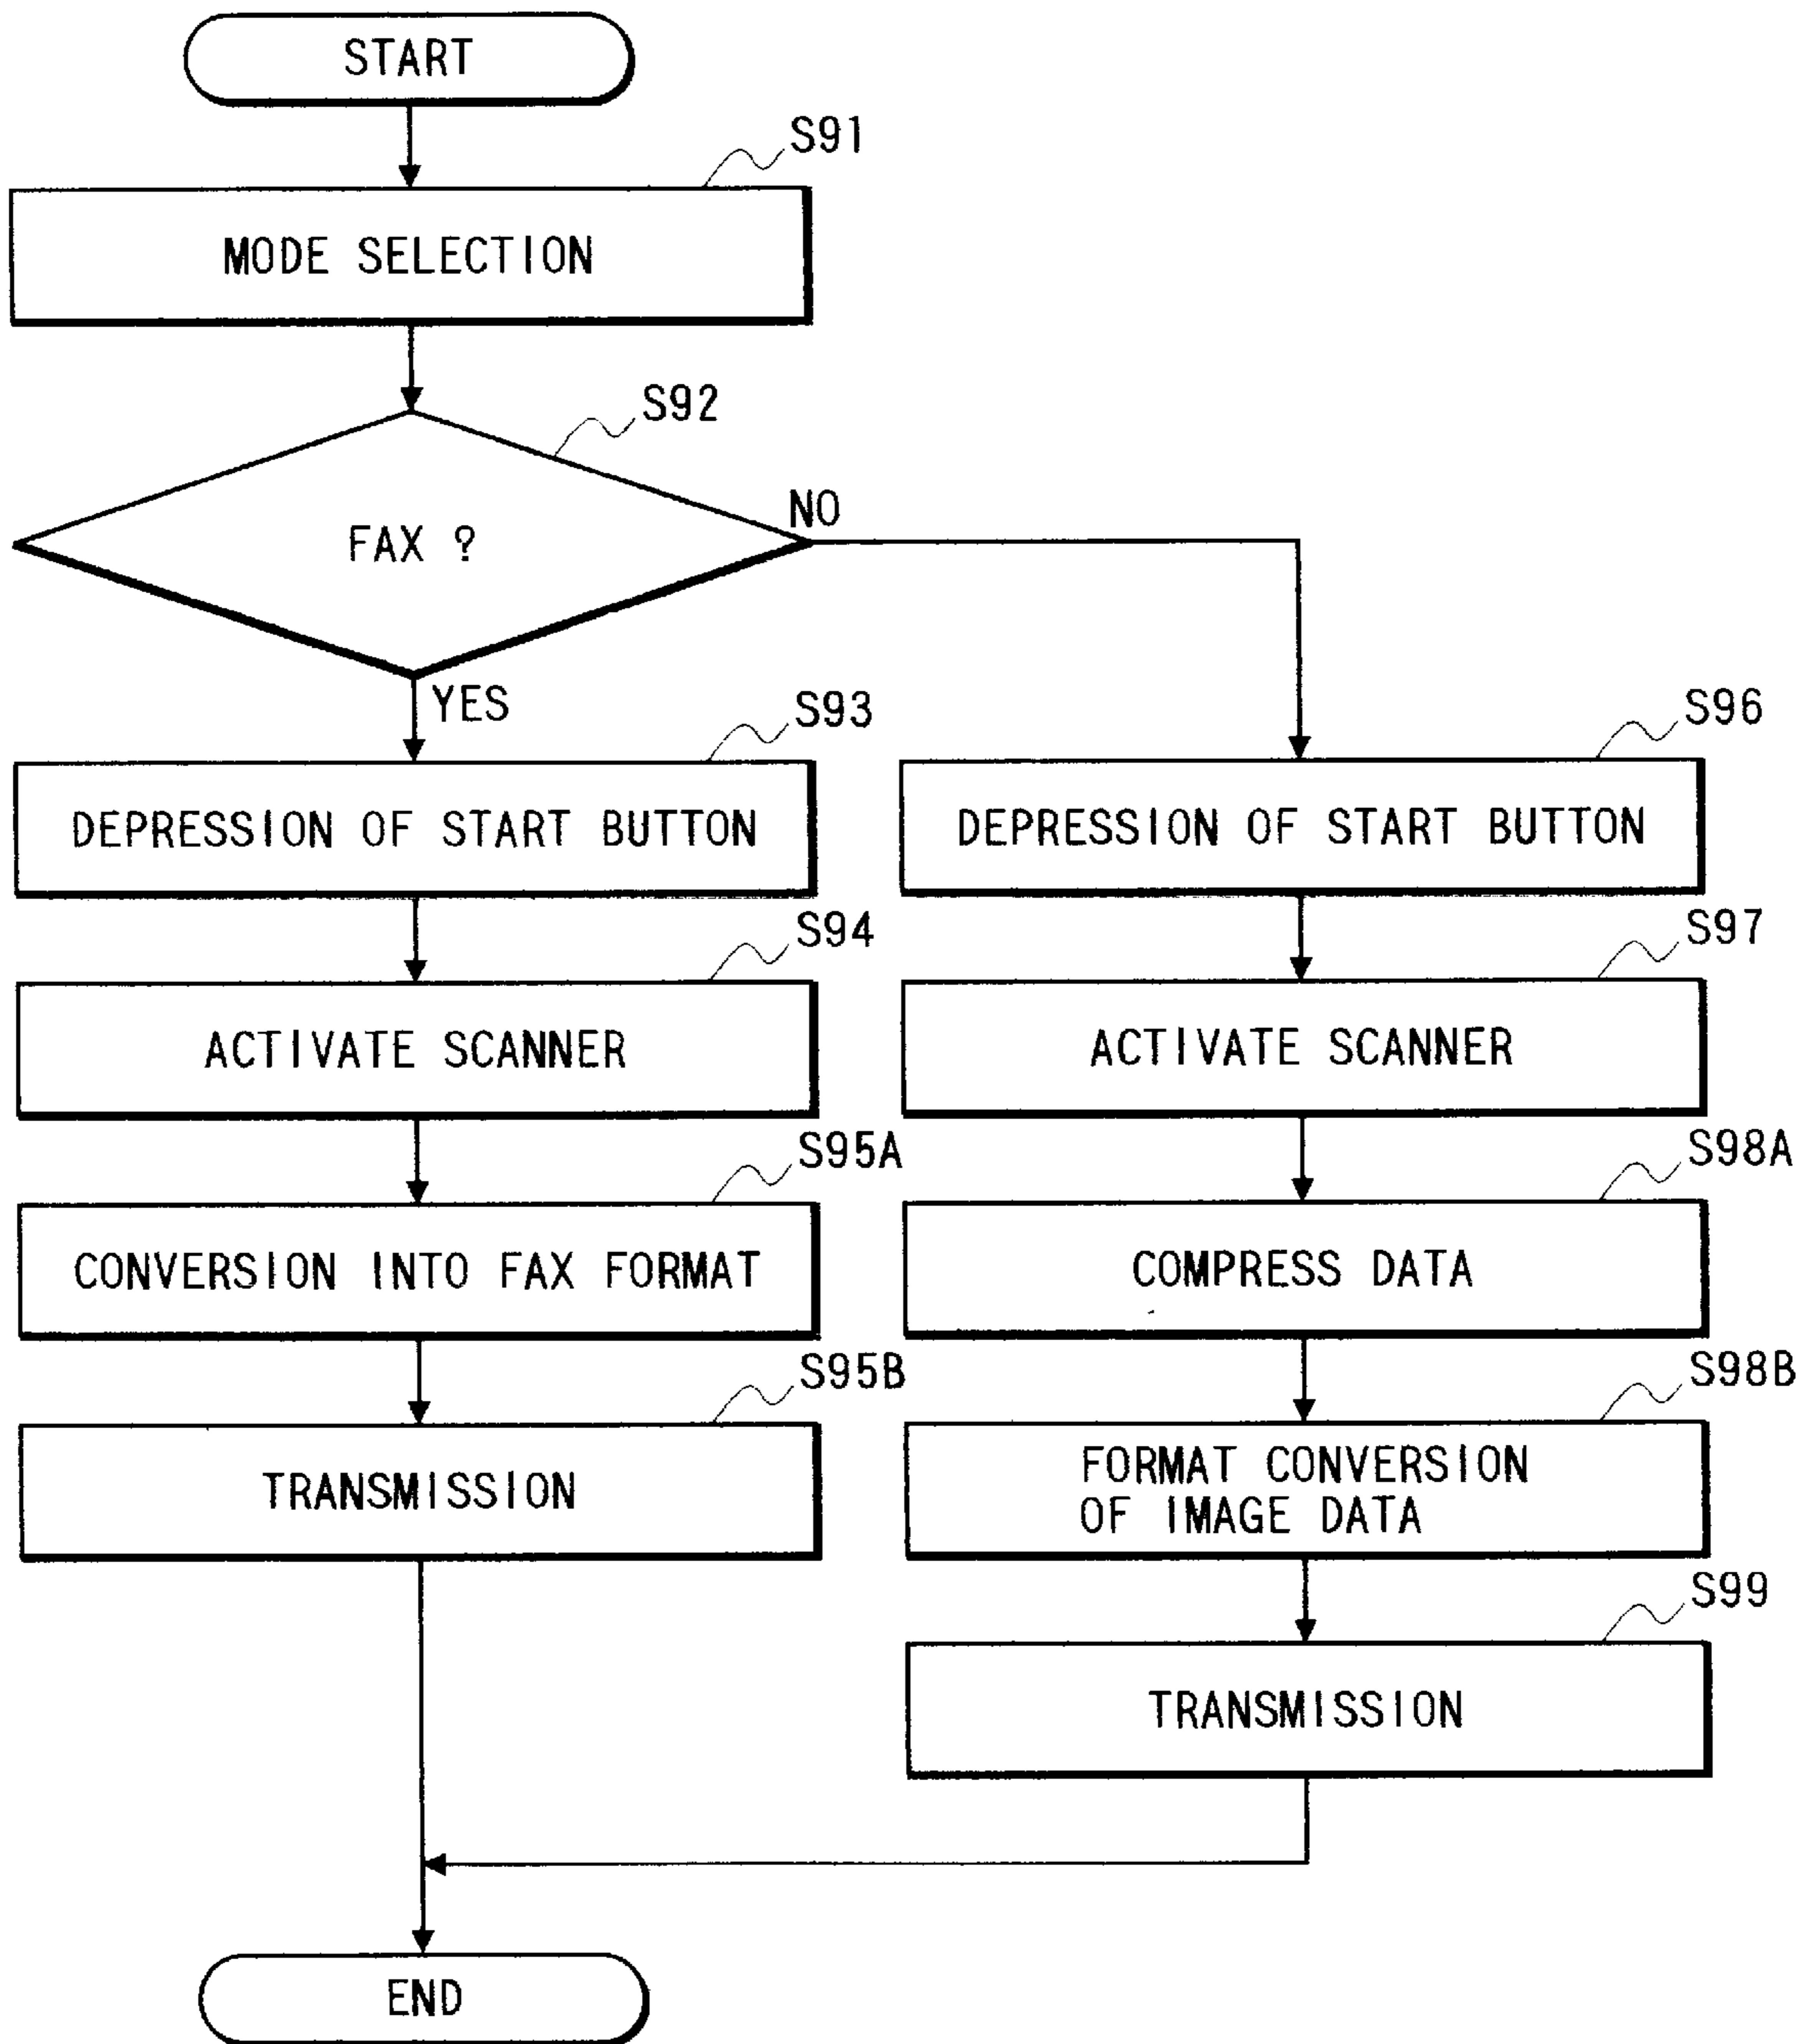 START
S91
MODE SELECTION
S92
FAX ?
NO
YES
S93
DEPRESSION OF START BUTTON
S94
ACTIVATE SCANNER
S95A
CONVERSION INTO FAX FORMAT
S95B
TRANSMISSION
S96
DEPRESSION OF START BUTTON
S97
ACTIVATE SCANNER
S98A
COMPRESS DATA
S98B
FORMAT CONVERSION
OF IMAGE DATA
S99
TRANSMISSION
END